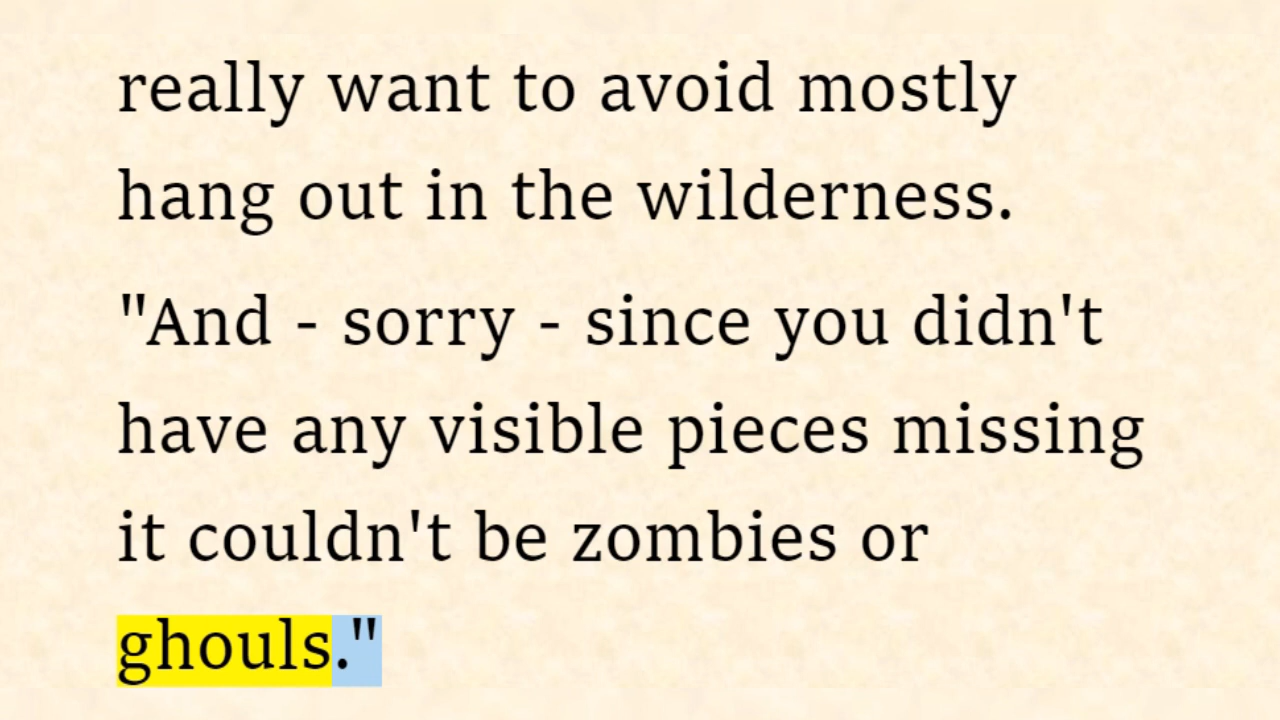 really want to avoid mostly
hang out in the wilderness.
"And - sorry - since you didn't
have any visible pieces missing
it couldn't be zombies or
ghouls."